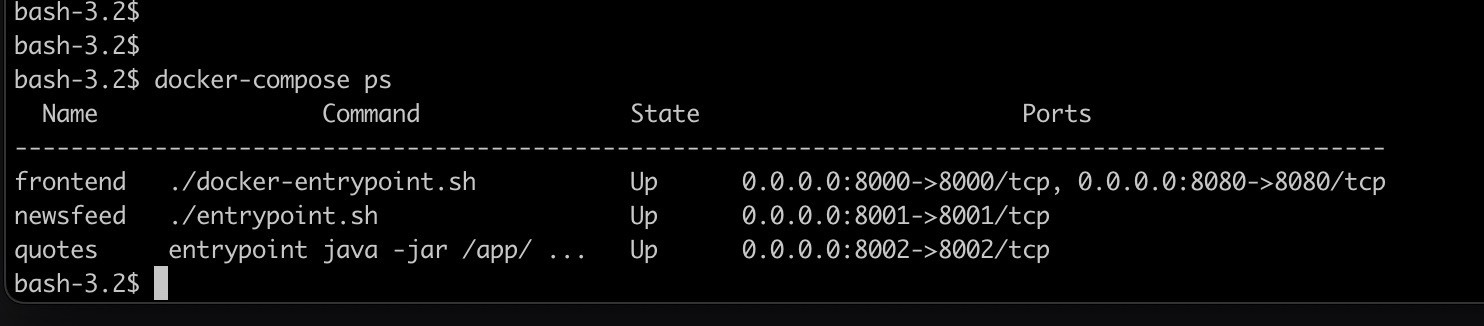 bash-3.2$
bash-3.2$
bash-3.2$ docker-compose ps
  Name                Command               State                       Ports
--------------------------------------------------------------------------------------------------
frontend   ./docker-entrypoint.sh           Up      0.0.0.0:8000->8000/tcp, 0.0.0.0:8080->8080/tcp
newsfeed   ./entrypoint.sh                  Up      0.0.0.0:8001->8001/tcp
quotes     entrypoint java -jar /app/ ...   Up      0.0.0.0:8002->8002/tcp
bash-3.2$